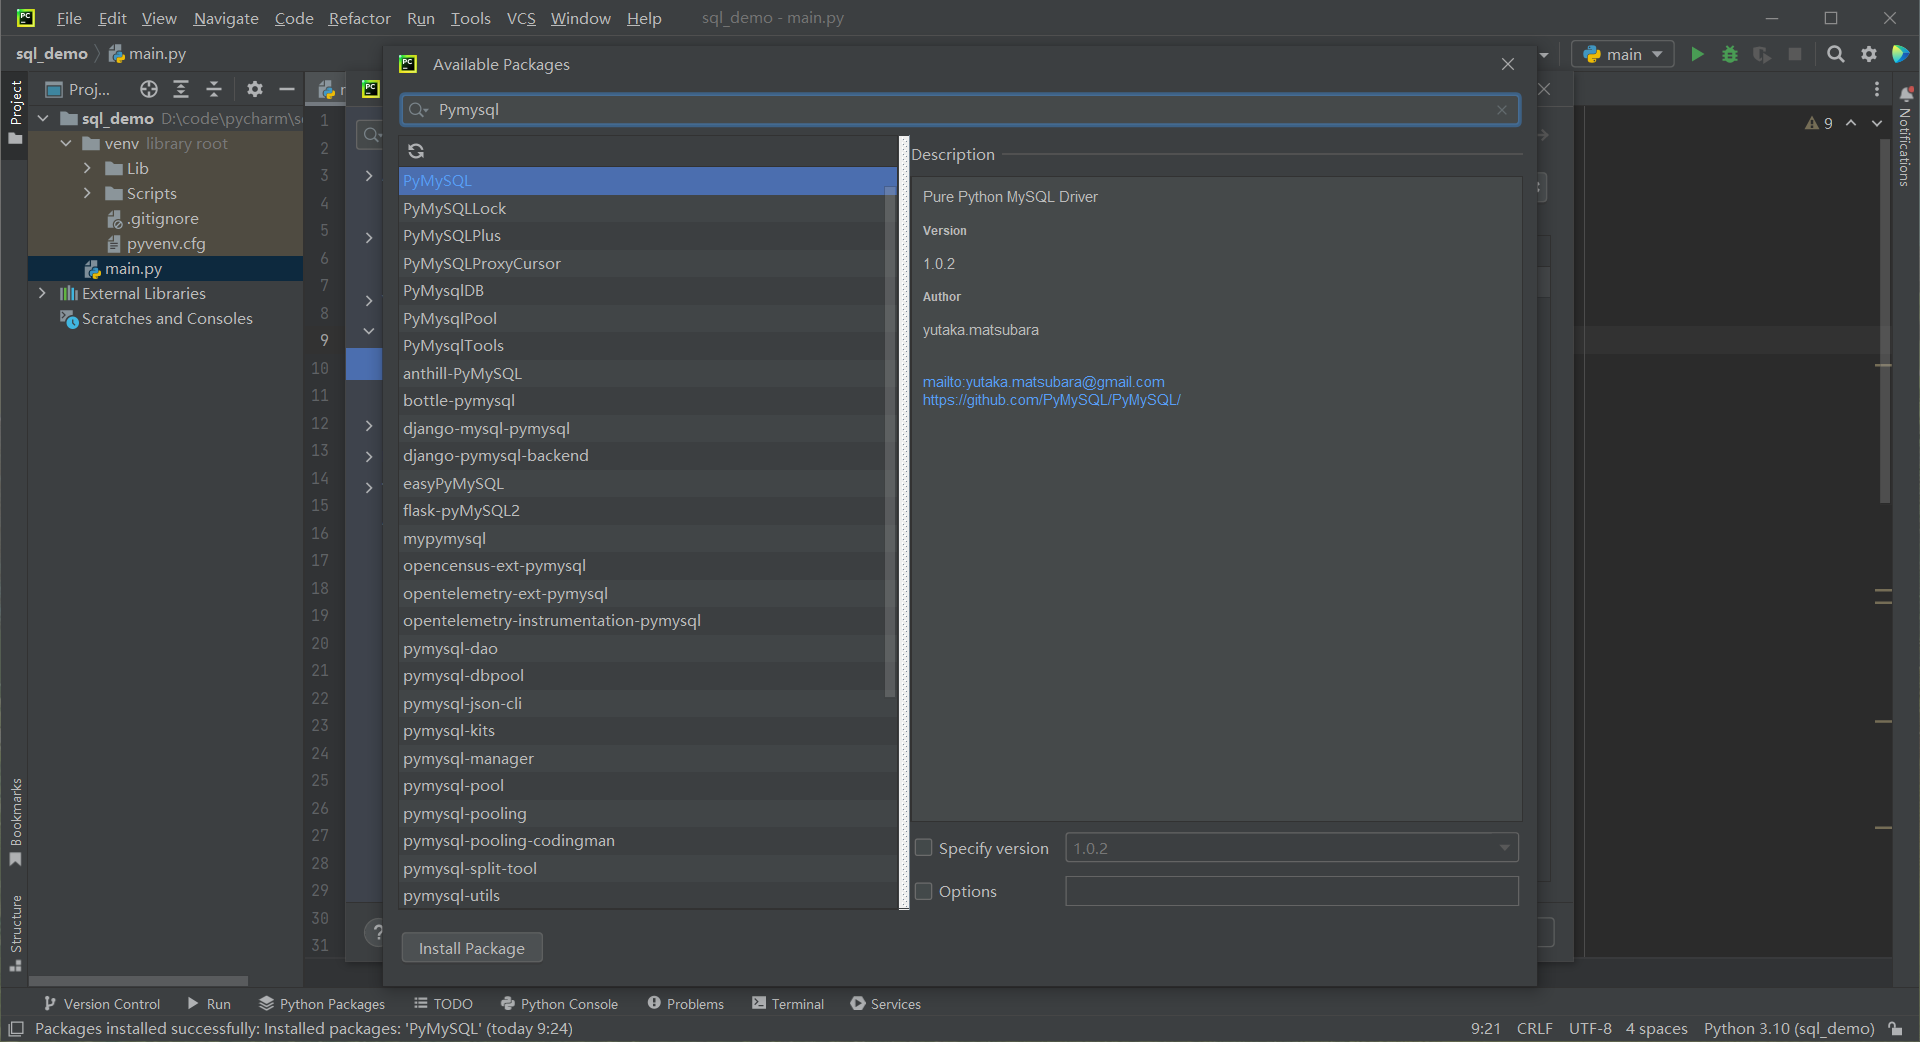 File Edit View Navigate Code Refactor Run Tools VCS Window Help sql_demo - main.py
sql_demo main.py
main
Available Packages
Proj...
Pymysql
sql_demo D:\code\pycharm\s
venv library root
Lib
Scripts
.gitignore
pyvenv.cfg
main.py
External Libraries
Scratches and Consoles
Project
Bookmarks
Structure
Notifications
9
1
2
3
4
5
6
7
8
9
10
11
12
13
14
15
16
17
18
19
20
21
22
23
24
25
26
27
28
29
30
31
PyMySQL
PyMySQLLock
PyMySQLPlus
PyMySQLProxyCursor
PyMysqlDB
PyMysqlPool
PyMysqlTools
anthill-PyMySQL
bottle-pymysql
django-mysql-pymysql
django-pymysql-backend
easyPyMySQL
flask-pyMySQL2
mypymysql
opencensus-ext-pymysql
opentelemetry-ext-pymysql
opentelemetry-instrumentation-pymysql
pymysql-dao
pymysql-dbpool
pymysql-json-cli
pymysql-kits
pymysql-manager
pymysql-pool
pymysql-pooling
pymysql-pooling-codingman
pymysql-split-tool
pymysql-utils
Description
Pure Python MySQL Driver
Version
1.0.2
Author
yutaka.matsubara
mailto:yutaka.matsubara@gmail.com
https://github.com/PyMySQL/PyMySQL/
Specify version 1.0.2
Options
?
Install Package
Version Control Run Python Packages TODO Python Console Problems Terminal Services
Packages installed successfully: Installed packages: 'PyMySQL' (today 9:24)
9:21 CRLF UTF-8 4 spaces Python 3.10 (sql_demo)